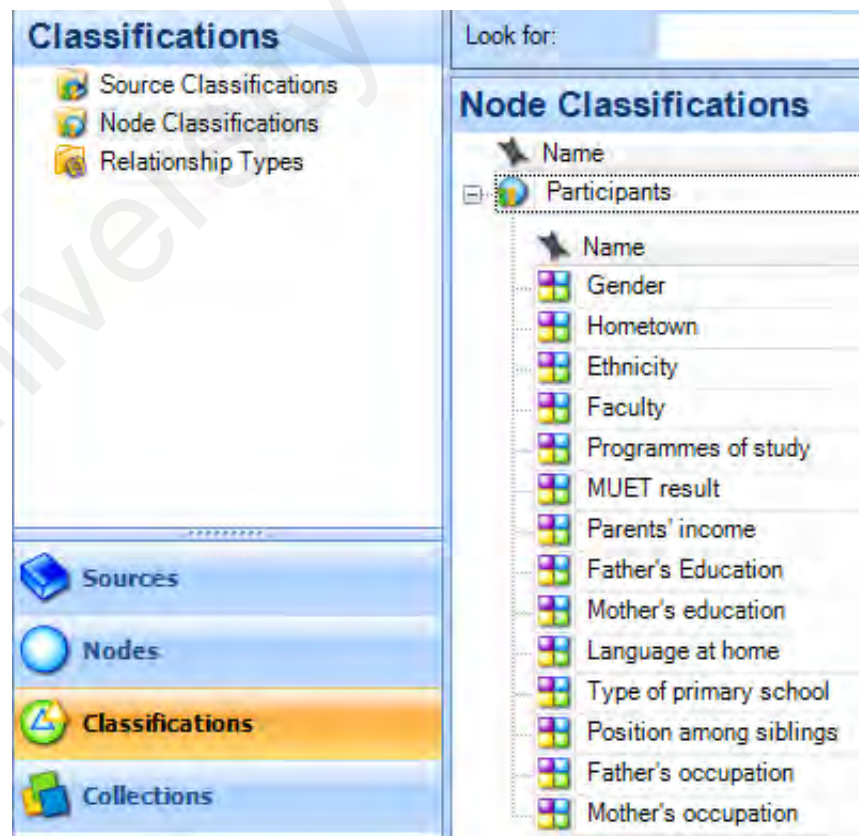 Classifications
Source Classifications
Node Classifications
Relationship Types
Sources
Nodes
Classifications
Collections
Look for:
Node Classifications
Name
Participants
Name
Gender
Hometown
Ethnicity
Faculty
Programmes of study
MUET result
Parents' income
Father's Education
Mother's education
Language at home
Type of primary school
Position among siblings
Father's occupation
Mother's occupation